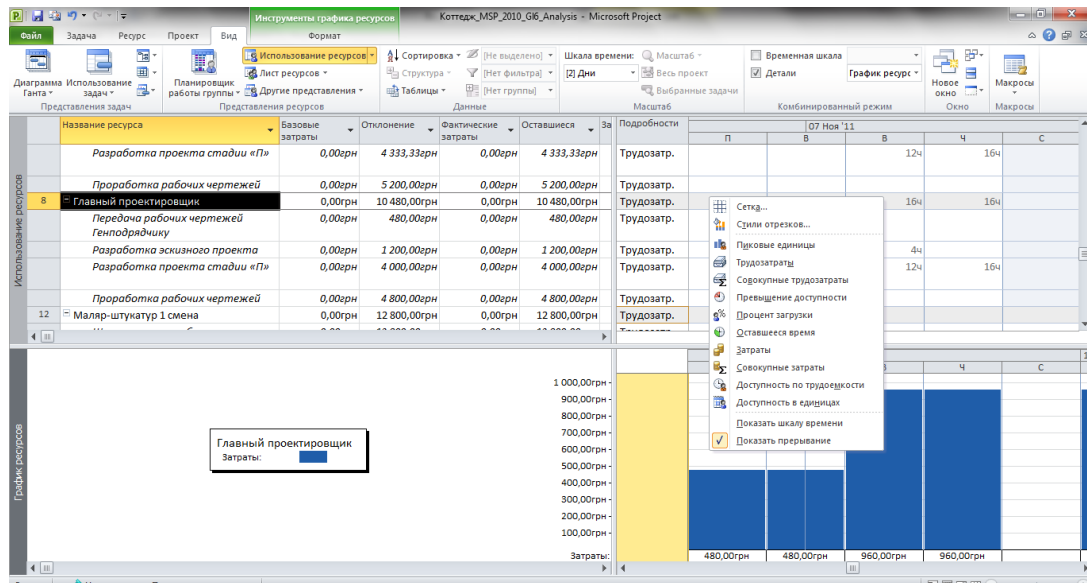 Инструменты графика ресурсов
Коттедж_MSP_2010_GI6_Analysis - Microsoft Project
Файл Задача Ресурс Проект Вид Формат
Использование ресурсов Сортировка [Не выделено] Шкала времени: Масштаб Временная шкала
Лист ресурсов Структура [Нет фильтра] [2] Дни Весь проект Детали График ресурс
Диаграмма Ганта Использование задач Планировщик работы группы Другие представления Таблицы [Нет группы] Выбранные задачи Новое окно Макросы
Представления задач Представления ресурсов Данные Масштаб Комбинированный режим Окно Макросы
Название ресурса Базовые затраты Отклонение Фактические затраты Оставшиеся За Подробности 07 Ноя '11
П В В Ч С
Разработка проекта стадии «П» 0,00грн 4 333,33грн 0,00грн 4 333,33грн Трудозатр. 12ч 16ч
Проработка рабочих чертежей 0,00грн 5 200,00грн 0,00грн 5 200,00грн Трудозатр.
8 Главный проектировщик 0,00грн 10 480,00грн 0,00грн 10 480,00грн Трудозатр. 16ч 16ч
Передача рабочих чертежей Генподрядчику 0,00грн 480,00грн 0,00грн 480,00грн Трудозатр.
Разработка эскизного проекта 0,00грн 1 200,00грн 0,00грн 1 200,00грн Трудозатр. 4ч
Разработка проекта стадии «П» 0,00грн 4 000,00грн 0,00грн 4 000,00грн Трудозатр. 12ч 16ч
Проработка рабочих чертежей 0,00грн 4 800,00грн 0,00грн 4 800,00грн Трудозатр.
12 Маляр-штукатур 1 смена 0,00грн 12 800,00грн 0,00грн 12 800,00грн Трудозатр.
Использование ресурсов
Сетка...
Стили отрезков...
Пиковые единицы
Трудозатраты
Совокупные трудозатраты
Превышение доступности
Процент загрузки
Оставшееся время
Затраты
Совокупные затраты
Доступность по трудоемкости
Доступность в единицах
Показать шкалу времени
Показать прерывание
График ресурсов
Главный проектировщик
Затраты:
Ч С
1 000,00грн
900,00грн
800,00грн
700,00грн
600,00грн
500,00грн
400,00грн
300,00грн
200,00грн
100,00грн
Затраты: 480,00грн 480,00грн 960,00грн 960,00грн